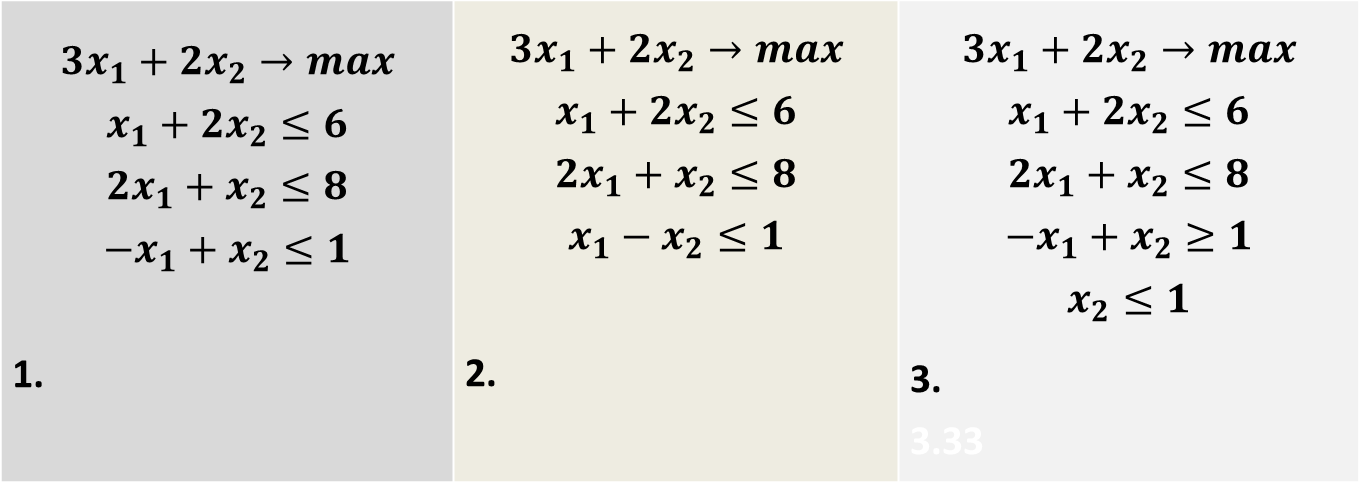 3x₁ + 2x₂ → max
x₁ + 2x₂ ≤ 6
2x₁ + x₂ ≤ 8
−x₁ + x₂ ≤ 1
1.
3x₁ + 2x₂ → max
x₁ + 2x₂ ≤ 6
2x₁ + x₂ ≤ 8
x₁ − x₂ ≤ 1
2.
3x₁ + 2x₂ → max
x₁ + 2x₂ ≤ 6
2x₁ + x₂ ≤ 8
−x₁ + x₂ ≥ 1
x₂ ≤ 1
3.
3.33